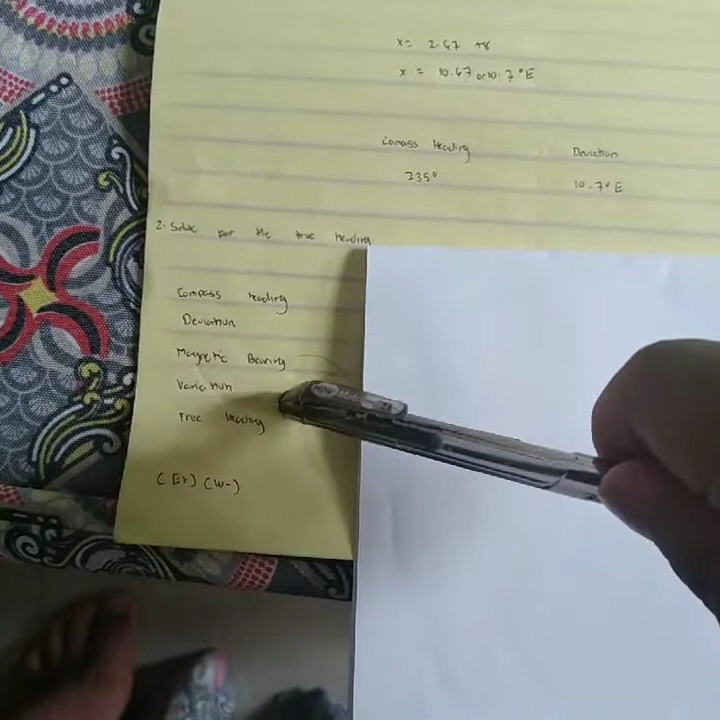 x = 2.67 +8
x = 10.67 or 10.7°E
Compass Heading Deviation
235° 10.7°E
2. Solve for the true heading
Compass Heading
Deviation
Magnetic Bearing
Variation
True Heading
(E+) (W-)